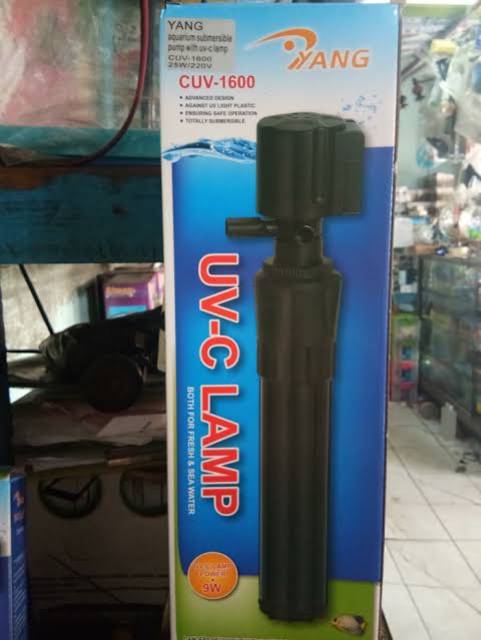 YANG
aquarium submersible
pump with uv-c lamp
CUV-1600
25W/220V
YANG
CUV-1600
• ADVANCED DESIGN
• AGAINST UV LIGHT PLASTIC
• ENSURING SAFE OPERATION
• TOTALLY SUBMERSIBLE
UV-C LAMP
BOTH FOR FRESH & SEA WATER
POWER
9W